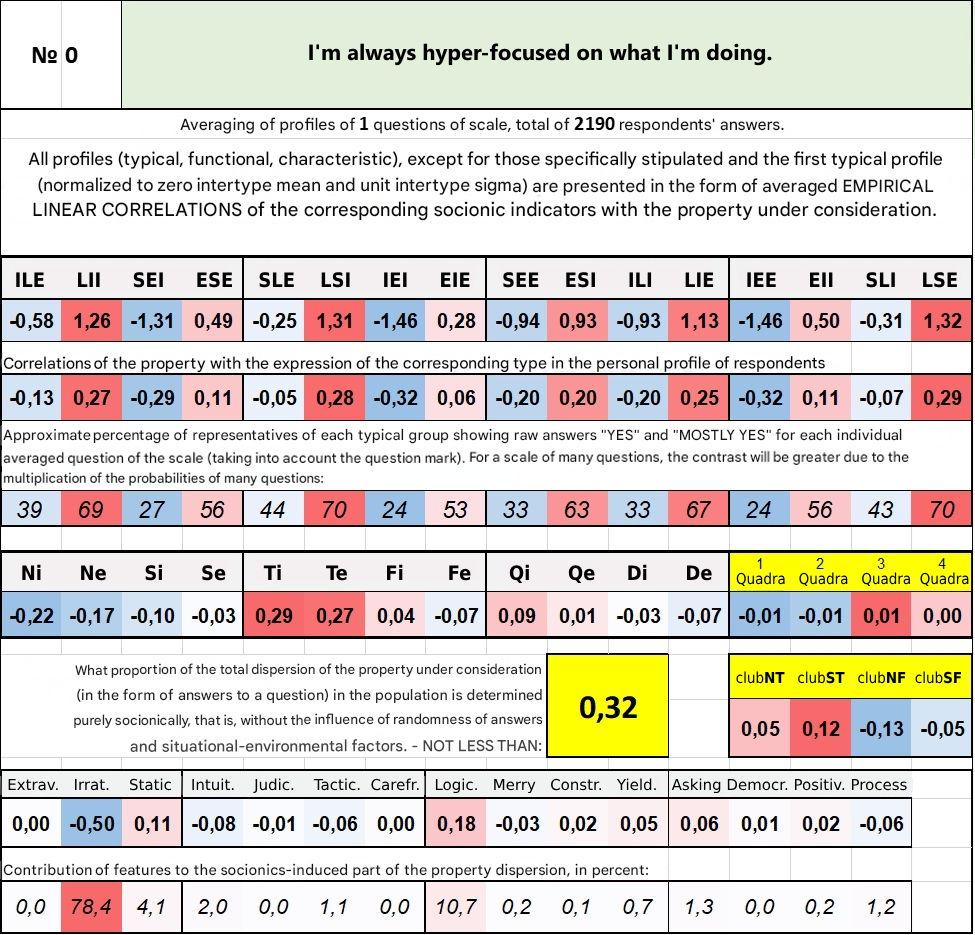 № 0
I'm always hyper-focused on what I'm doing.
Averaging of profiles of 1 questions of scale, total of 2190 respondents' answers.
All profiles (typical, functional, characteristic), except for those specifically stipulated and the first typical profile
(normalized to zero intertype mean and unit intertype sigma) are presented in the form of averaged EMPIRICAL
LINEAR CORRELATIONS of the corresponding socionic indicators with the property under consideration.
ILE LII SEI ESE SLE LSI IEI EIE SEE ESI ILI LIE IEE EII SLI LSE
-0,58 1,26 -1,31 0,49 -0,25 1,31 -1,46 0,28 -0,94 0,93 -0,93 1,13 -1,46 0,50 -0,31 1,32
Correlations of the property with the expression of the corresponding type in the personal profile of respondents
-0,13 0,27 -0,29 0,11 -0,05 0,28 -0,32 0,06 -0,20 0,20 -0,20 0,25 -0,32 0,11 -0,07 0,29
Approximate percentage of representatives of each typical group showing raw answers "YES" and "MOSTLY YES" for each individual
averaged question of the scale (taking into account the question mark). For a scale of many questions, the contrast will be greater due to the
multiplication of the probabilities of many questions:
39 69 27 56 44 70 24 53 33 63 33 67 24 56 43 70
Ni Ne Si Se Ti Te Fi Fe Qi Qe Di De 1 Quadra 2 Quadra 3 Quadra 4 Quadra
-0,22 -0,17 -0,10 -0,03 0,29 0,27 0,04 -0,07 0,09 0,01 -0,03 -0,07 -0,01 -0,01 0,01 0,00
What proportion of the total dispersion of the property under consideration
(in the form of answers to a question) in the population is determined
purely socionically, that is, without the influence of randomness of answers
and situational-environmental factors. - NOT LESS THAN:
0,32
clubNT clubST clubNF clubSF
0,05 0,12 -0,13 -0,05
Extrav. Irrat. Static Intuit. Judic. Tactic. Carefr. Logic. Merry Constr. Yield. Asking Democr. Positiv. Process
0,00 -0,50 0,11 -0,08 -0,01 -0,06 0,00 0,18 -0,03 0,02 0,05 0,06 0,01 0,02 -0,06
Contribution of features to the socionics-induced part of the property dispersion, in percent:
0,0 78,4 4,1 2,0 0,0 1,1 0,0 10,7 0,2 0,1 0,7 1,3 0,0 0,2 1,2